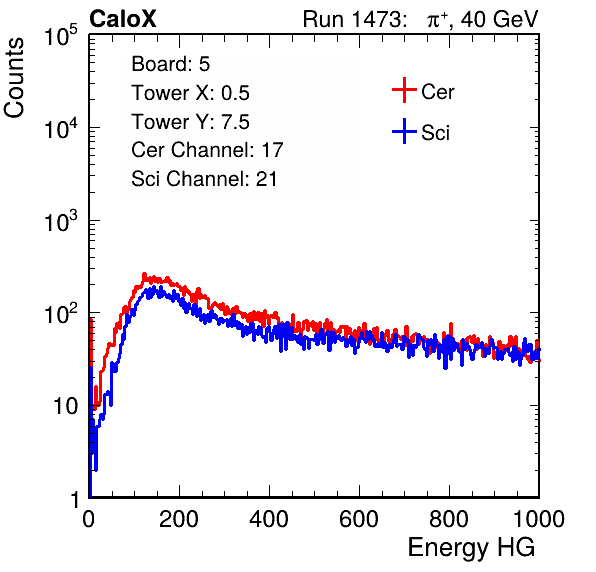 CaloX Run 1473: π⁺, 40 GeV
Counts
Board: 5
Tower X: 0.5
Tower Y: 7.5
Cer Channel: 17
Sci Channel: 21
Cer
Sci
10⁵
10⁴
10³
10²
10
1
0 200 400 600 800 1000
Energy HG